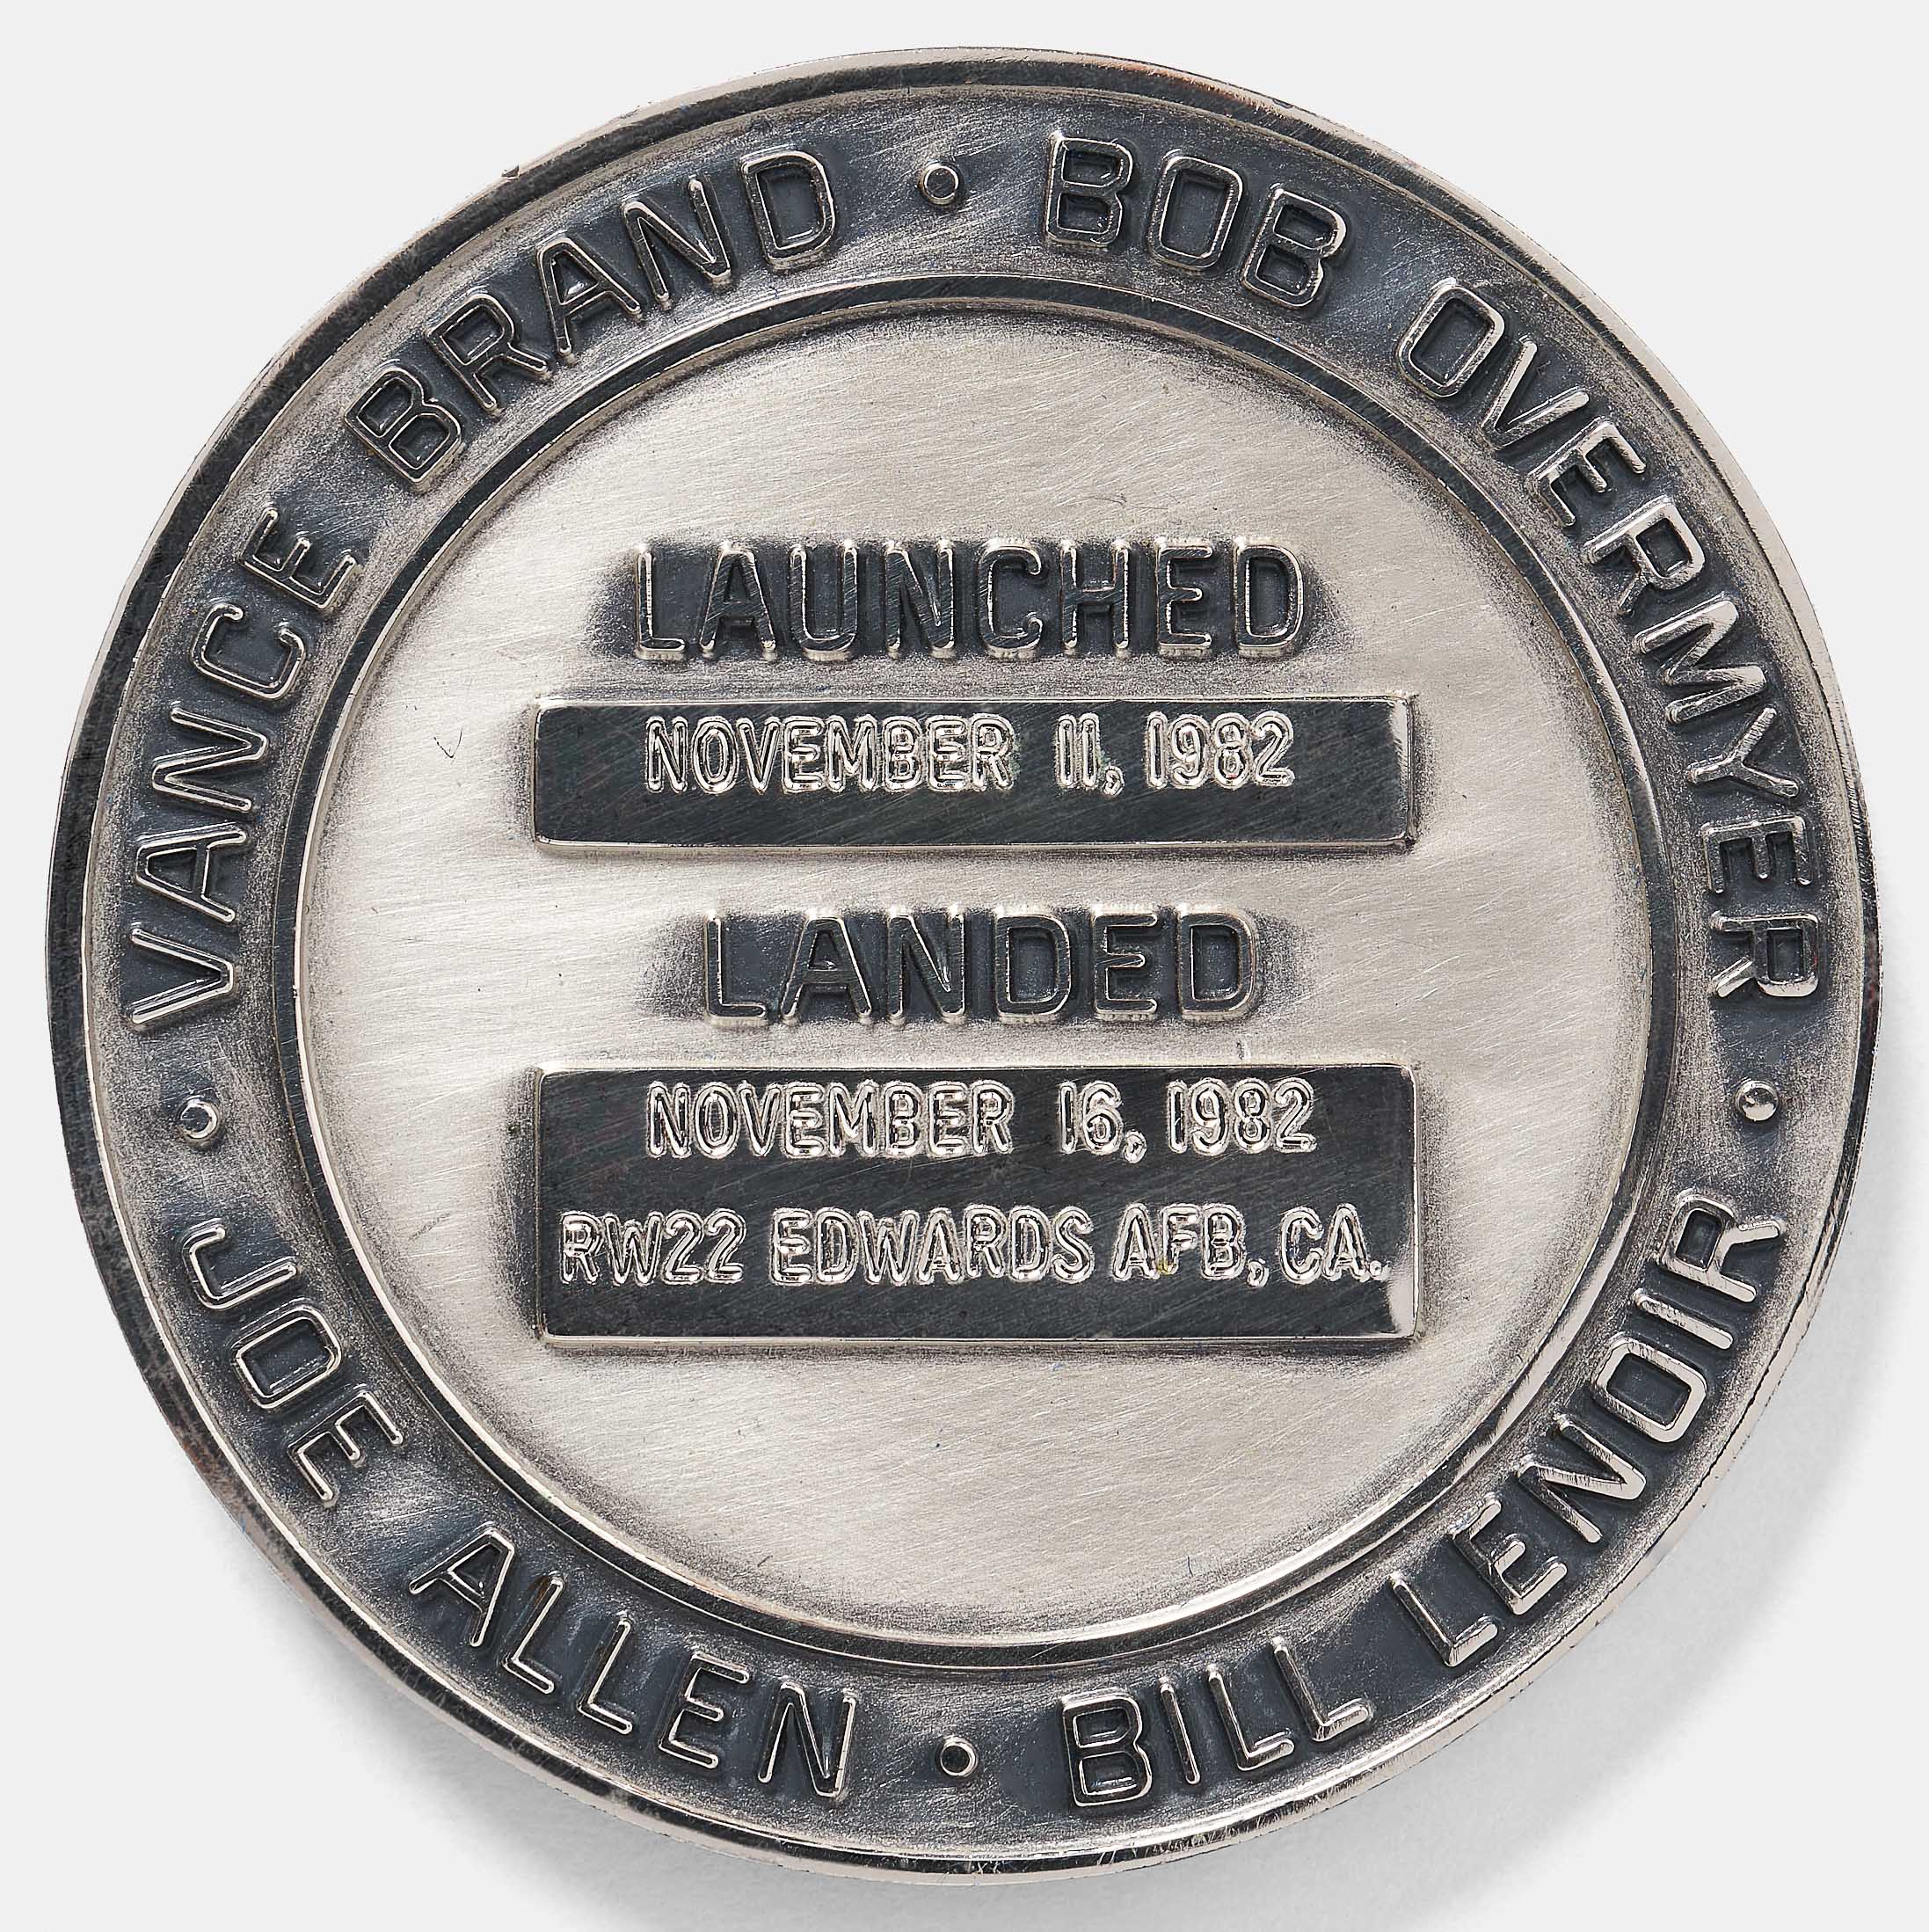 VANCE BRAND • BOB OVERMYER • BILL LENOIR • JOE ALLEN •
LAUNCHED
NOVEMBER 11, 1982
LANDED
NOVEMBER 16, 1982
RW22 EDWARDS AFB, CA.